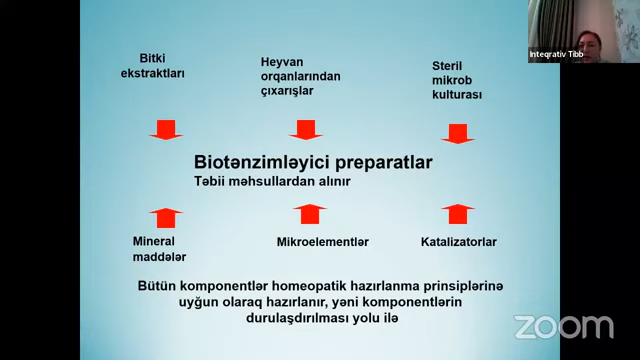 Bitki
ekstraktları
Heyvan
orqanlarından
çıxarışlar
Steril
mikrob
kulturası
Inteqrativ Tibb
Biotənzimləyici preparatlar
Təbii məhsullardan alınır
Mineral
maddələr
Mikroelementlər
Katalizatorlar
Bütün komponentlər homeopatik hazırlanma prinsiplərinə
uyğun olaraq hazırlanır, yəni komponentlərin
durulaşdırılması yolu ilə
zoom